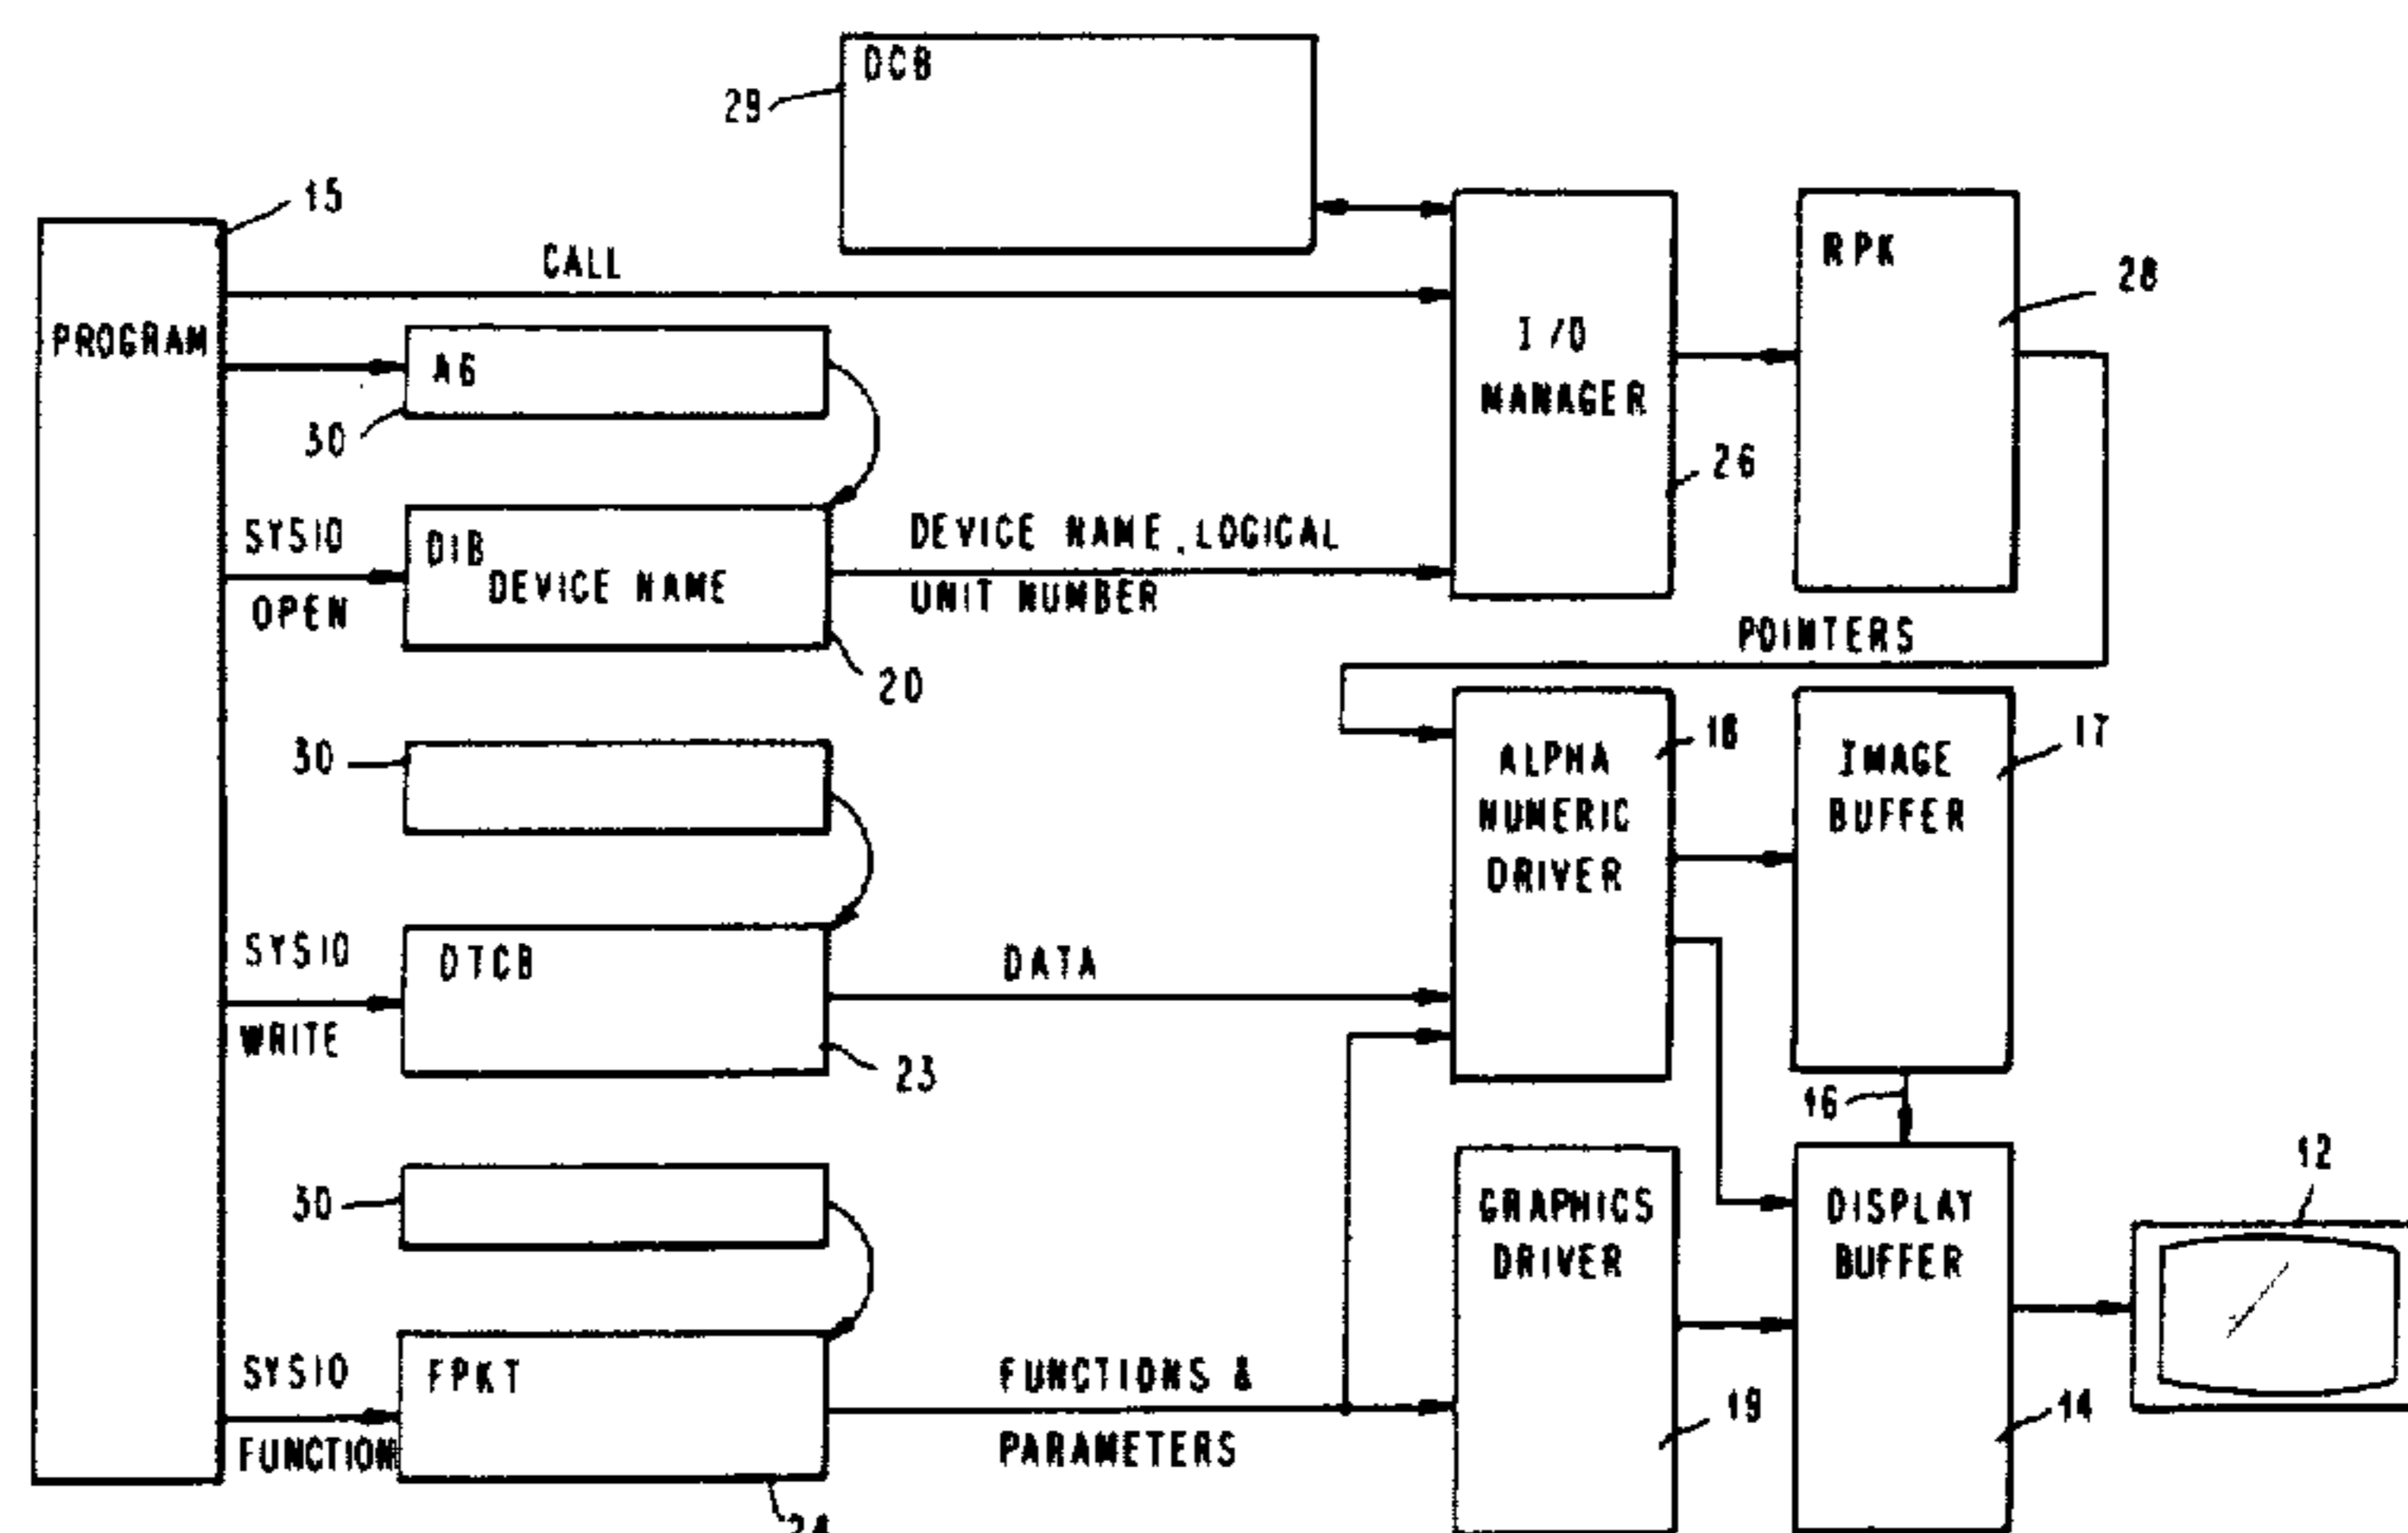 DCB
29
15
CALL
PROGRAM
I/O
MANAGER
RPK
28
AG
30
26
SYSIO
OPEN
DIB
DEVICE NAME
DEVICE NAME, LOGICAL
UNIT NUMBER
20
POINTERS
30
ALPHA
NUMERIC
DRIVER
18
IMAGE
BUFFER
17
SYSIO
WRITE
DTCB
DATA
23
16
30
GRAPHICS
DRIVER
DISPLAY
BUFFER
12
SYSIO
FUNCTION
FPKT
FUNCTIONS &
PARAMETERS
19
14
24